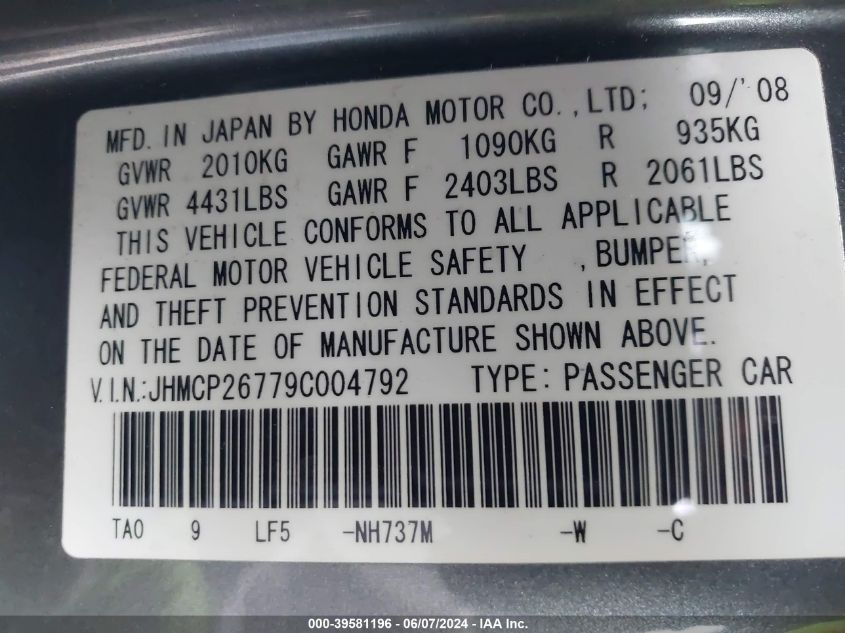 MFD. IN JAPAN BY HONDA MOTOR CO., LTD; 09/'08
GVWR 2010KG GAWR F 1090KG R 935KG
GVWR 4431LBS GAWR F 2403LBS R 2061LBS
THIS VEHICLE CONFORMS TO ALL APPLICABLE
FEDERAL MOTOR VEHICLE SAFETY , BUMPER,
AND THEFT PREVENTION STANDARDS IN EFFECT
ON THE DATE OF MANUFACTURE SHOWN ABOVE.
V.I.N.:JHMCP26779C004792 TYPE: PASSENGER CAR
TA0 9 LF5 -NH737M -W -C
000-39581196 - 06/07/2024 - IAA Inc.